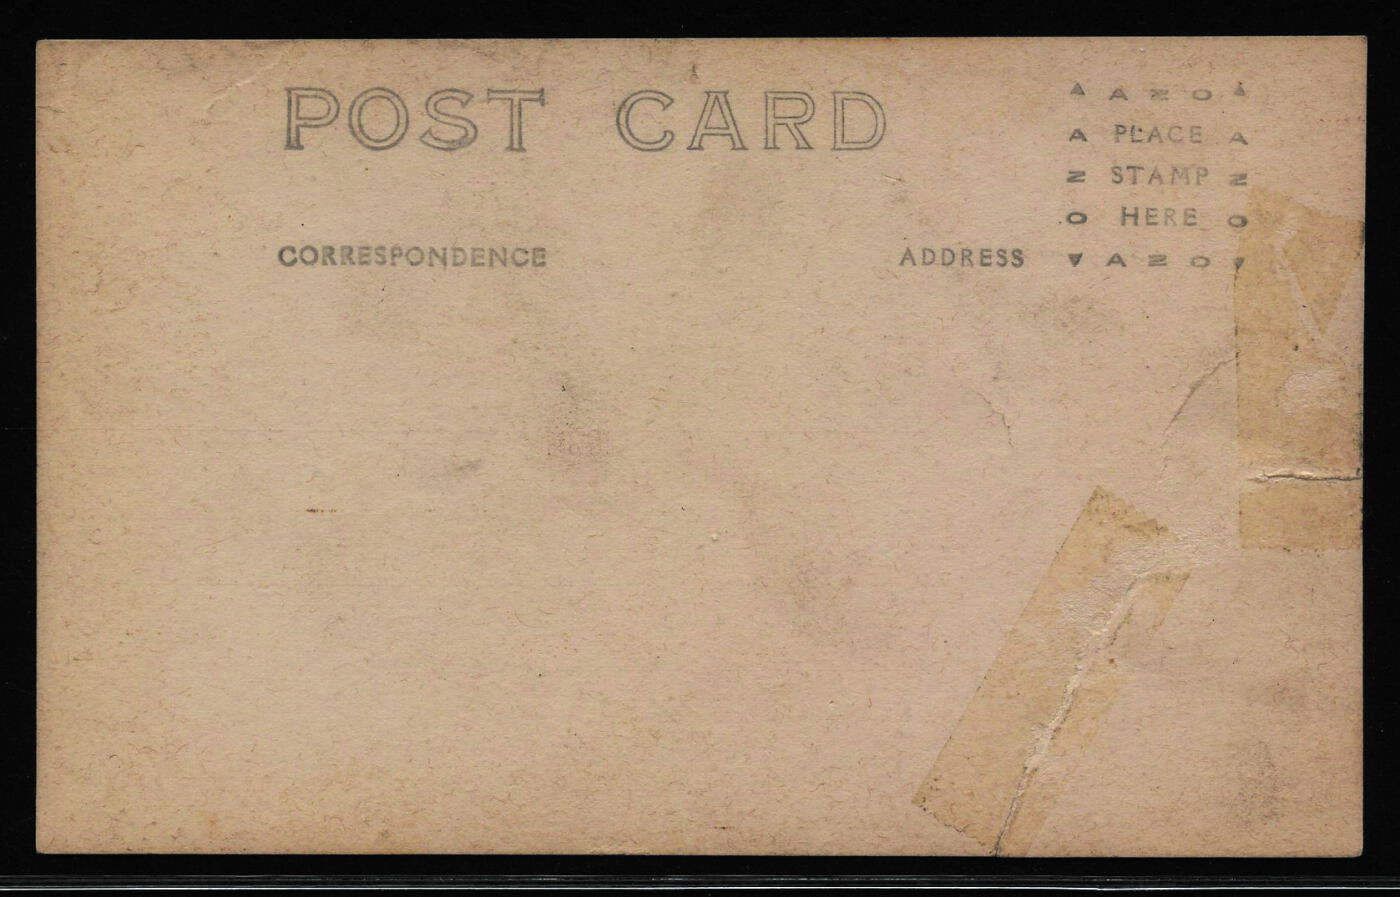 POST CARD
▲ AZO ▲
A PLACE A
Z STAMP Z
O HERE O
CORRESPONDENCE
ADDRESS
▼ AZO ▼